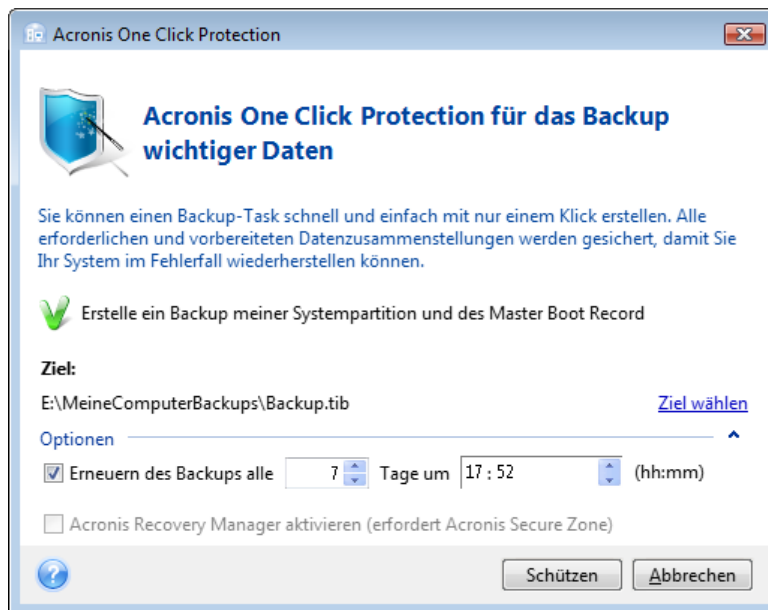 Acronis One Click Protection
Acronis One Click Protection für das Backup
wichtiger Daten
Sie können einen Backup-Task schnell und einfach mit nur einem Klick erstellen. Alle
erforderlichen und vorbereiteten Datenzusammenstellungen werden gesichert, damit Sie
Ihr System im Fehlerfall wiederherstellen können.
Erstelle ein Backup meiner Systempartition und des Master Boot Record
Ziel:
E:\MeineComputerBackups\Backup.tib Ziel wählen
Optionen
Erneuern des Backups alle 7 Tage um 17 : 52 (hh:mm)
Acronis Recovery Manager aktivieren (erfordert Acronis Secure Zone)
? Schützen Abbrechen